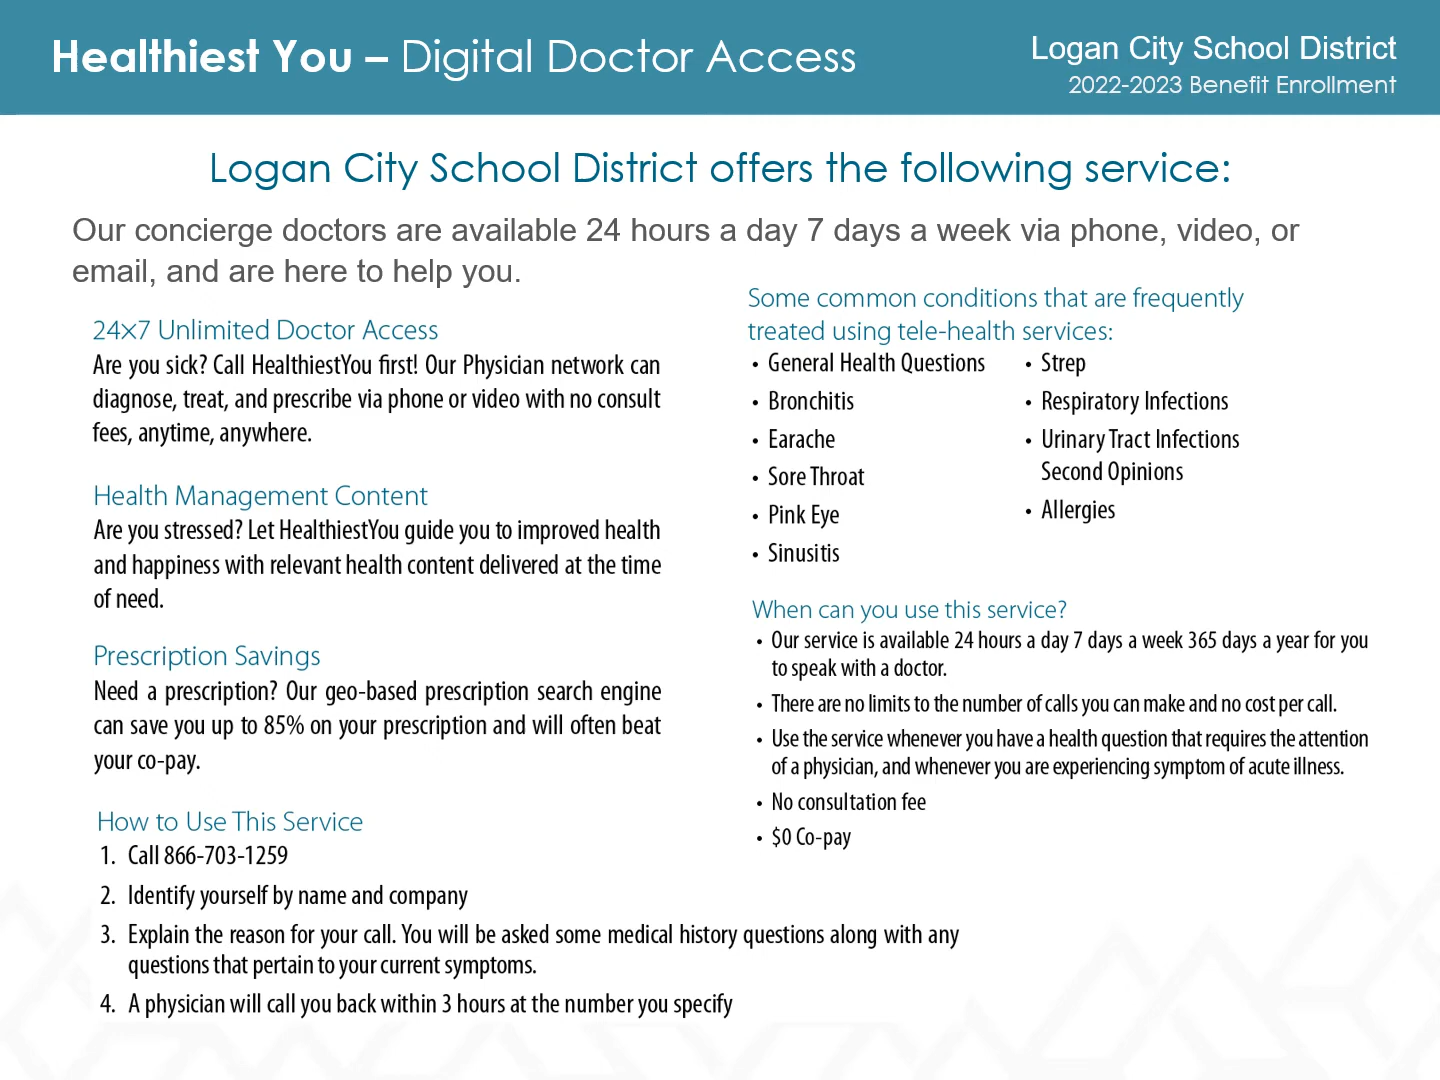 Healthiest You – Digital Doctor Access
Logan City School District
2022-2023 Benefit Enrollment
Logan City School District offers the following service:
Our concierge doctors are available 24 hours a day 7 days a week via phone, video, or
email, and are here to help you.
24×7 Unlimited Doctor Access
Are you sick? Call HealthiestYou first! Our Physician network can
diagnose, treat, and prescribe via phone or video with no consult
fees, anytime, anywhere.
Health Management Content
Are you stressed? Let HealthiestYou guide you to improved health
and happiness with relevant health content delivered at the time
of need.
Prescription Savings
Need a prescription? Our geo-based prescription search engine
can save you up to 85% on your prescription and will often beat
your co-pay.
How to Use This Service
1. Call 866-703-1259
2. Identify yourself by name and company
3. Explain the reason for your call. You will be asked some medical history questions along with any
questions that pertain to your current symptoms.
4. A physician will call you back within 3 hours at the number you specify
Some common conditions that are frequently
treated using tele-health services:
• General Health Questions
• Bronchitis
• Earache
• Sore Throat
• Pink Eye
• Sinusitis
• Strep
• Respiratory Infections
• Urinary Tract Infections
Second Opinions
• Allergies
When can you use this service?
• Our service is available 24 hours a day 7 days a week 365 days a year for you
to speak with a doctor.
• There are no limits to the number of calls you can make and no cost per call.
• Use the service whenever you have a health question that requires the attention
of a physician, and whenever you are experiencing symptom of acute illness.
• No consultation fee
• $0 Co-pay